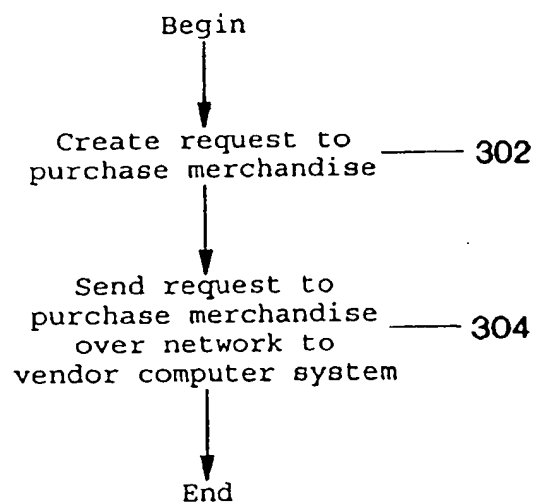 Begin
Create request to
purchase merchandise
302
Send request to
purchase merchandise
over network to
vendor computer system
304
End